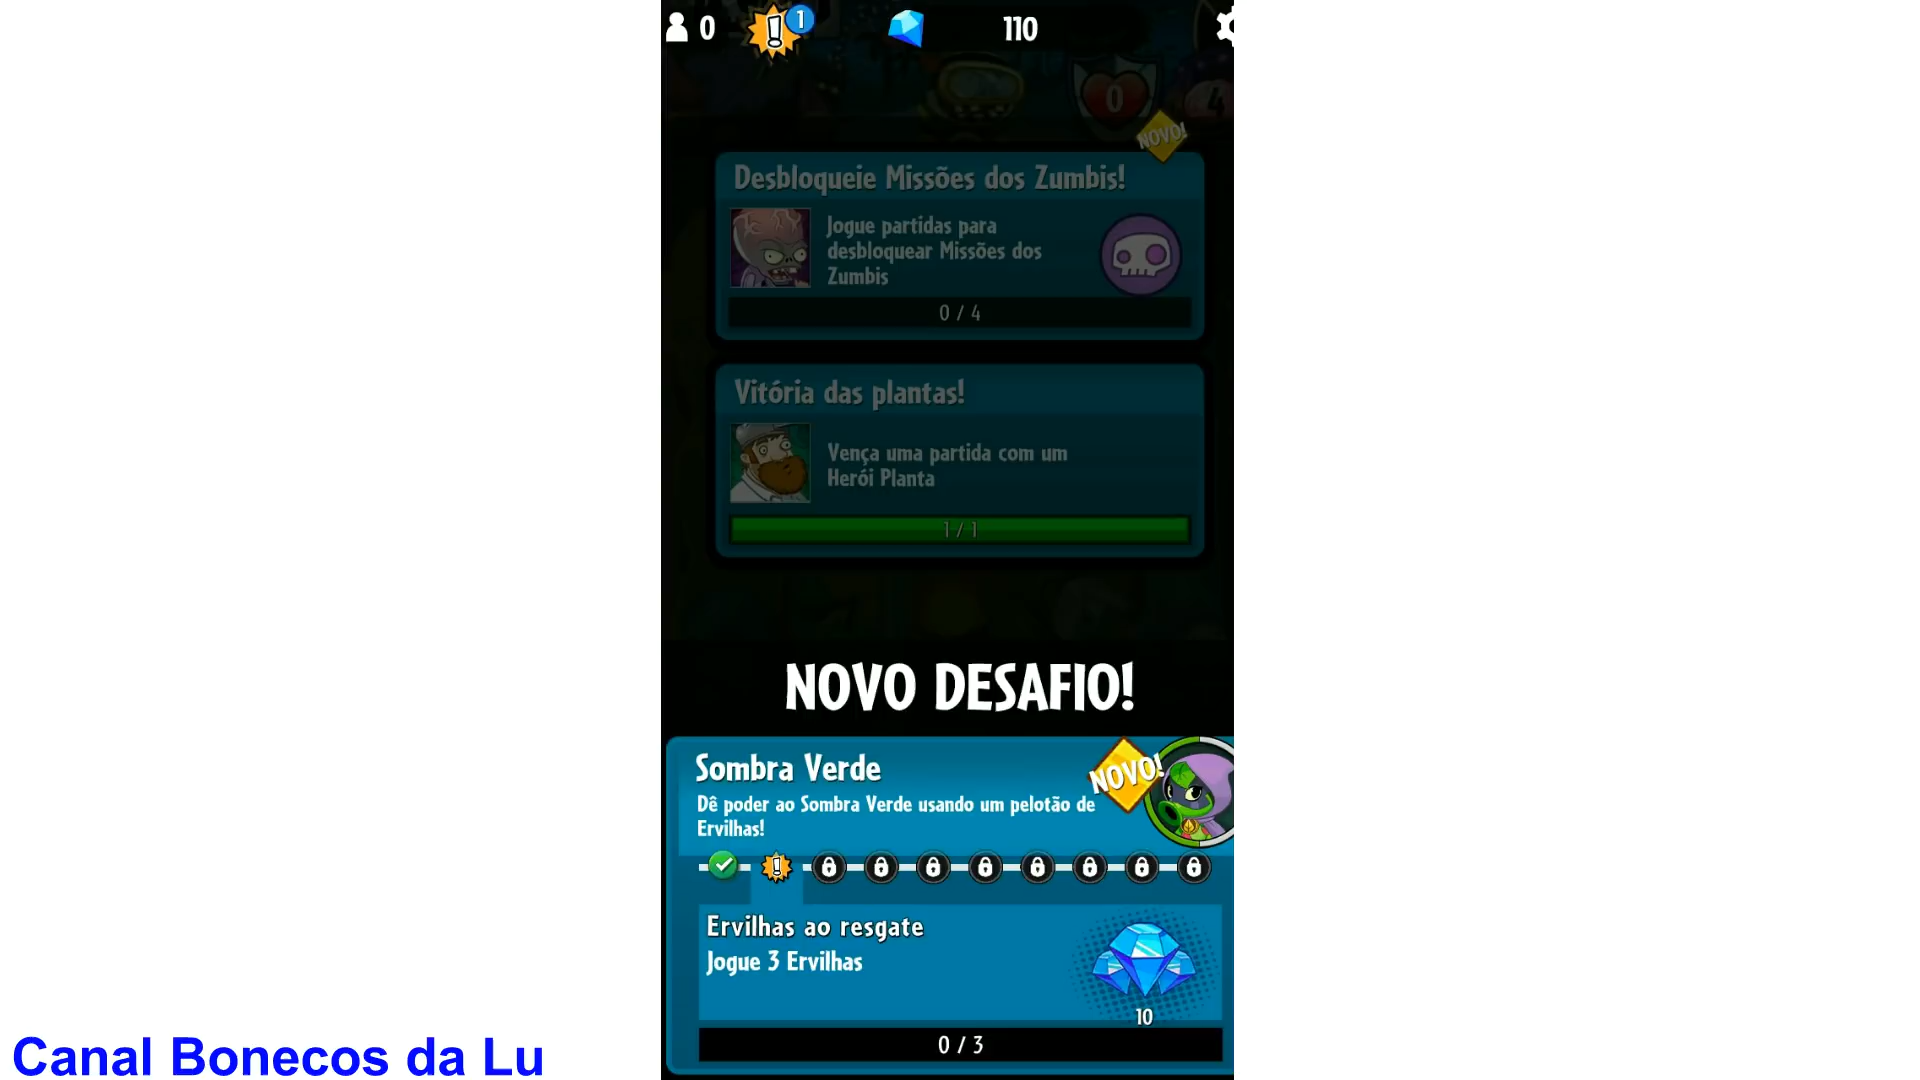 0
1
110
0
4
NOVO!
Desbloqueie Missões dos Zumbis!
Jogue partidas para
desbloquear Missões dos
Zumbis
0 / 4
Vitória das plantas!
Vença uma partida com um
Herói Planta
1 / 1
NOVO DESAFIO!
Sombra Verde
NOVO!
Dê poder ao Sombra Verde usando um pelotão de
Ervilhas!
Ervilhas ao resgate
Jogue 3 Ervilhas
10
0 / 3
Canal Bonecos da Lu